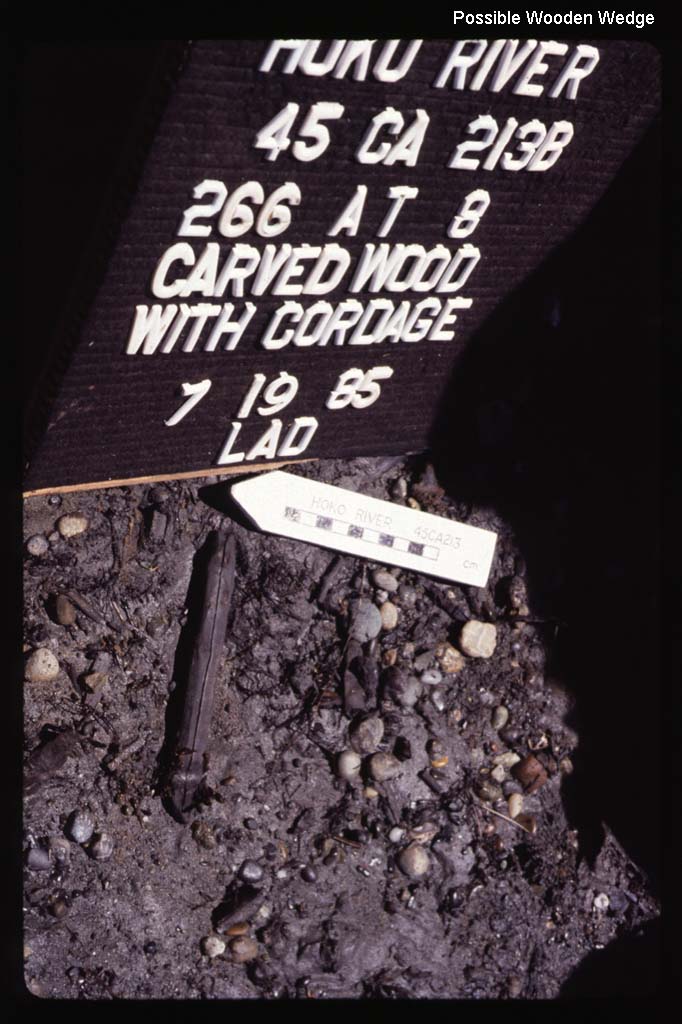 Possible Wooden Wedge
HOKO RIVER
45 CA 213B
266 A T 8
CARVED WOOD
WITH CORDAGE
7 19 85
LAD
HOKO RIVER 45CA213
cm